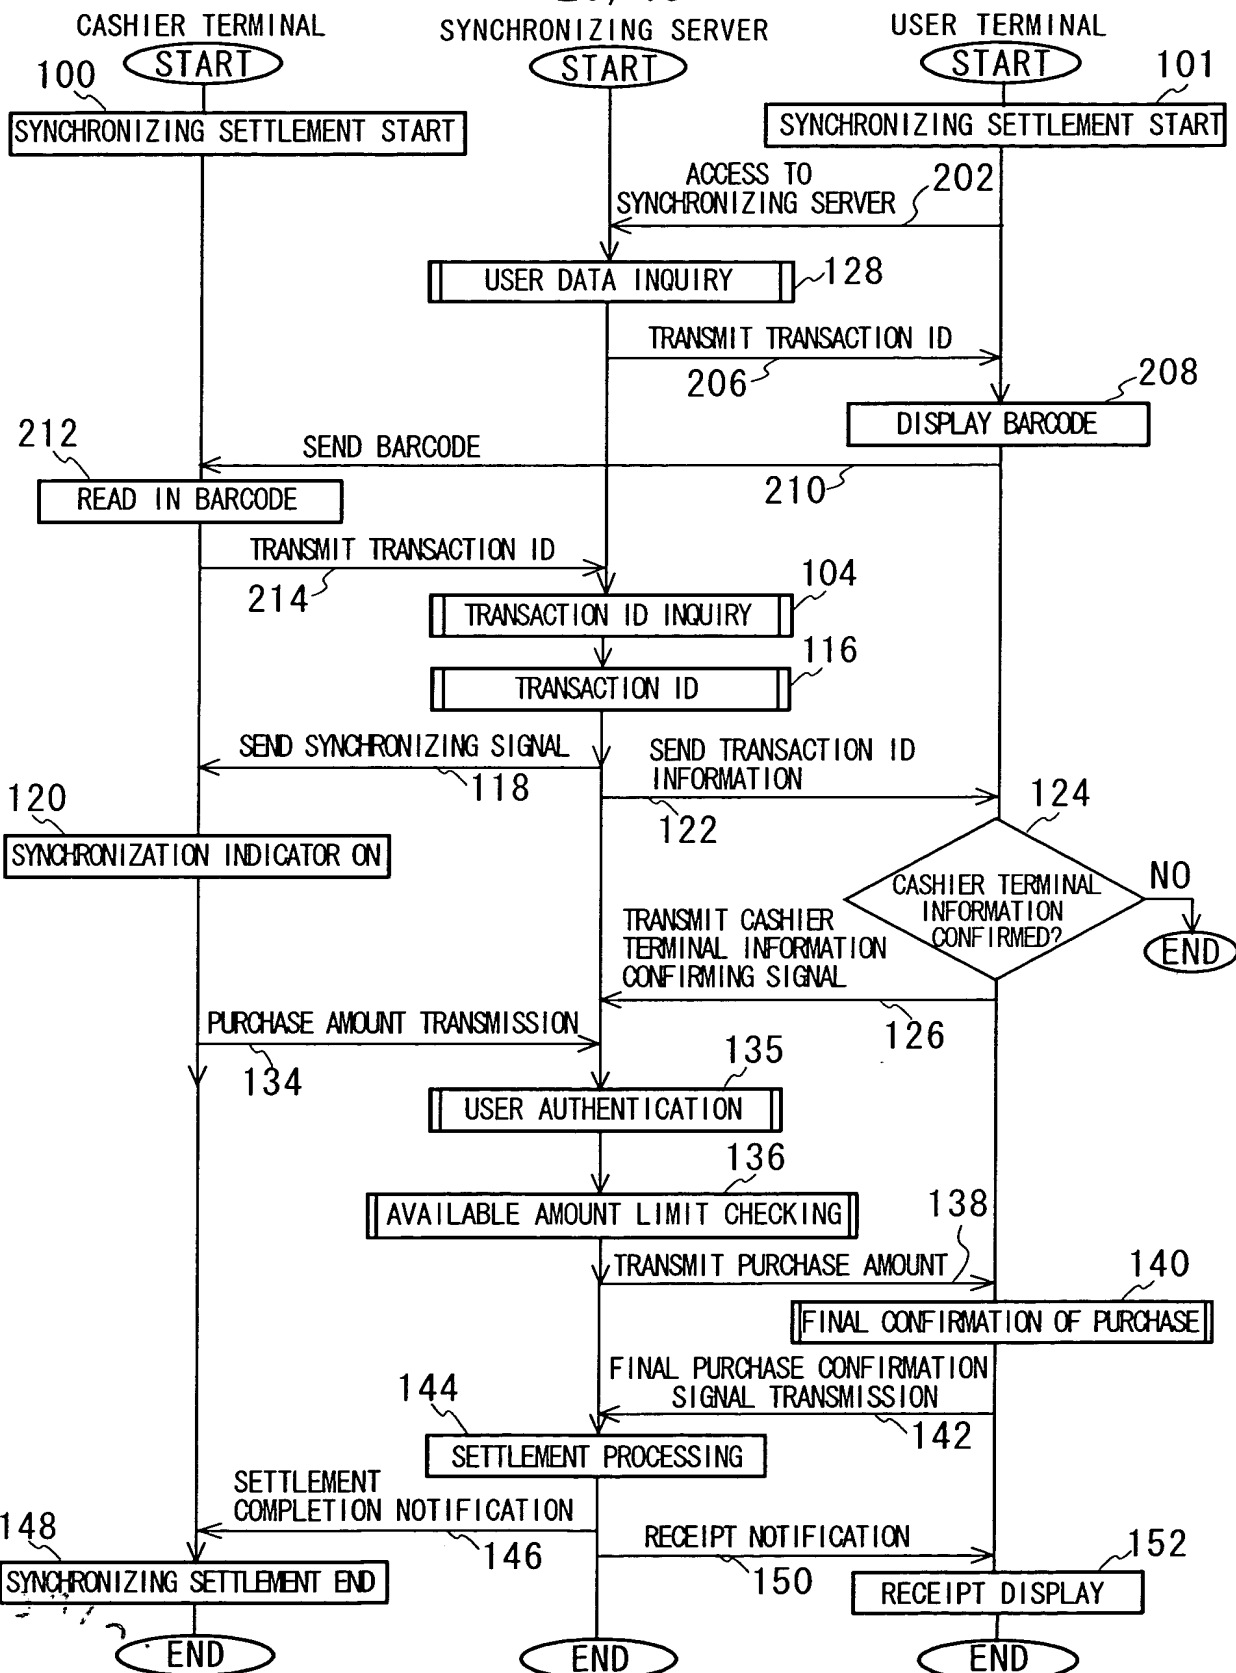 CASHIER TERMINAL
SYNCHRONIZING SERVER
USER TERMINAL
START
START
START
100
101
SYNCHRONIZING SETTLEMENT START
SYNCHRONIZING SETTLEMENT START
ACCESS TO
SYNCHRONIZING SERVER
202
USER DATA INQUIRY
128
TRANSMIT TRANSACTION ID
206
208
DISPLAY BARCODE
212
SEND BARCODE
210
READ IN BARCODE
TRANSMIT TRANSACTION ID
214
104
TRANSACTION ID INQUIRY
116
TRANSACTION ID
SEND SYNCHRONIZING SIGNAL
118
SEND TRANSACTION ID
INFORMATION
122
120
124
SYNCHRONIZATION INDICATOR ON
CASHIER TERMINAL
INFORMATION
CONFIRMED?
NO
END
TRANSMIT CASHIER
TERMINAL INFORMATION
CONFIRMING SIGNAL
126
PURCHASE AMOUNT TRANSMISSION
134
135
USER AUTHENTICATION
136
AVAILABLE AMOUNT LIMIT CHECKING
138
TRANSMIT PURCHASE AMOUNT
140
FINAL CONFIRMATION OF PURCHASE
FINAL PURCHASE CONFIRMATION
SIGNAL TRANSMISSION
142
144
SETTLEMENT PROCESSING
SETTLEMENT
COMPLETION NOTIFICATION
146
RECEIPT NOTIFICATION
150
148
152
SYNCHRONIZING SETTLEMENT END
RECEIPT DISPLAY
END
END
END